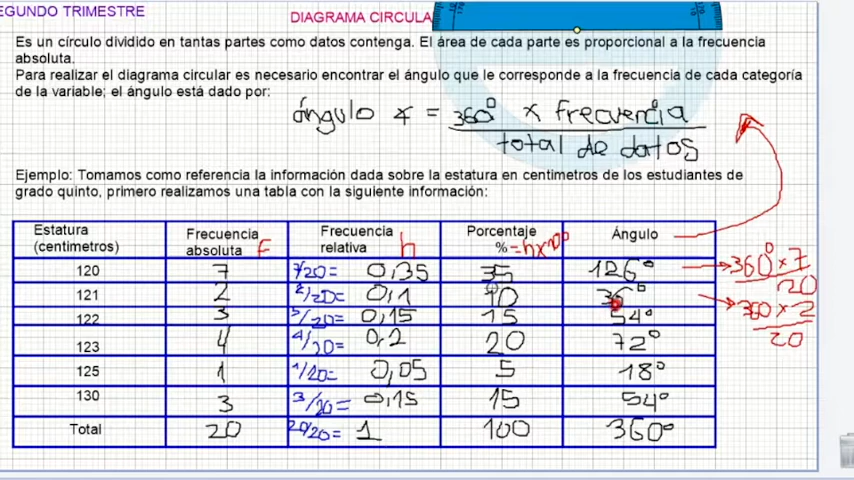 EGUNDO TRIMESTRE
DIAGRAMA CIRCULA
Es un círculo dividido en tantas partes como datos contenga. El área de cada parte es proporcional a la frecuencia
absoluta.
Para realizar el diagrama circular es necesario encontrar el ángulo que le corresponde a la frecuencia de cada categoría
de la variable; el ángulo está dado por:
ángulo ∢ = 360° x frecuencia
total de datos
Ejemplo: Tomamos como referencia la información dada sobre la estatura en centimetros de los estudiantes de
grado quinto, primero realizamos una tabla con la siguiente información:
Estatura (centimetros) Frecuencia absoluta F Frecuencia relativa h Porcentaje % = hx100 Ángulo
120 7 7/20= 0,35 35 126° 360° x 7 / 20
121 2 2/20= 0,1 10 36° 360 x 2 / 20
122 3 3/20= 0,15 15 54°
123 4 4/20= 0,2 20 72°
125 1 1/20= 0,05 5 18°
130 3 3/20= 0,15 15 54°
Total 20 20/20= 1 100 360°